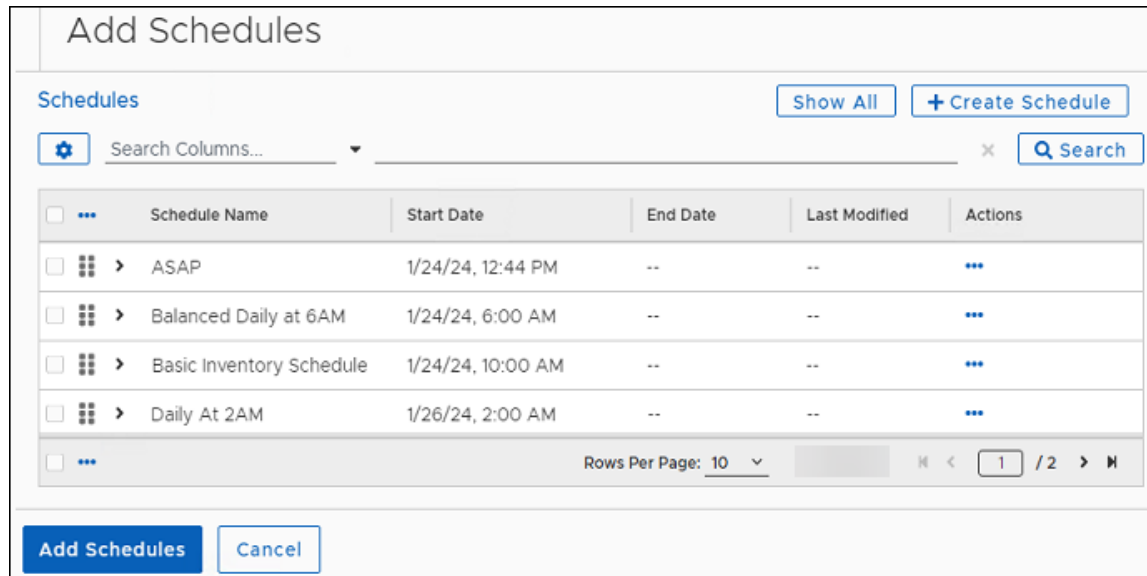 Add Schedules
Schedules Show All + Create Schedule
Search Columns... Search
Schedule Name Start Date End Date Last Modified Actions
ASAP 1/24/24, 12:44 PM -- --
Balanced Daily at 6AM 1/24/24, 6:00 AM -- --
Basic Inventory Schedule 1/24/24, 10:00 AM -- --
Daily At 2AM 1/26/24, 2:00 AM -- --
Rows Per Page: 10 1 / 2
Add Schedules Cancel